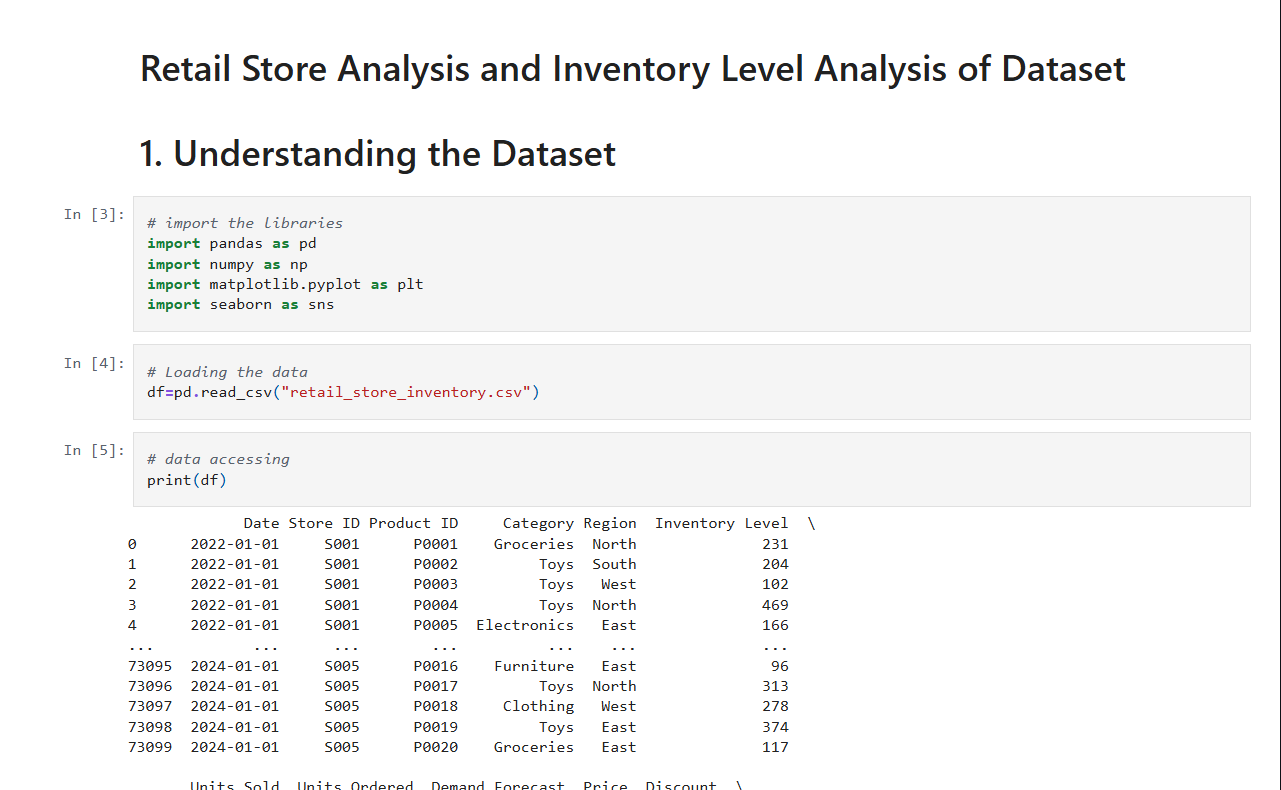 Retail Store Analysis and Inventory Level Analysis of Dataset
1. Understanding the Dataset
In [3]:
# import the libraries
import pandas as pd
import numpy as np
import matplotlib.pyplot as plt
import seaborn as sns
In [4]:
# Loading the data
df=pd.read_csv("retail_store_inventory.csv")
In [5]:
# data accessing
print(df)
Date Store ID Product ID Category Region Inventory Level \
0 2022-01-01 S001 P0001 Groceries North 231
1 2022-01-01 S001 P0002 Toys South 204
2 2022-01-01 S001 P0003 Toys West 102
3 2022-01-01 S001 P0004 Toys North 469
4 2022-01-01 S001 P0005 Electronics East 166
... ... ... ... ... ... ...
73095 2024-01-01 S005 P0016 Furniture East 96
73096 2024-01-01 S005 P0017 Toys North 313
73097 2024-01-01 S005 P0018 Clothing West 278
73098 2024-01-01 S005 P0019 Toys East 374
73099 2024-01-01 S005 P0020 Groceries East 117
Units Sold Units Ordered Demand Forecast Price Discount \